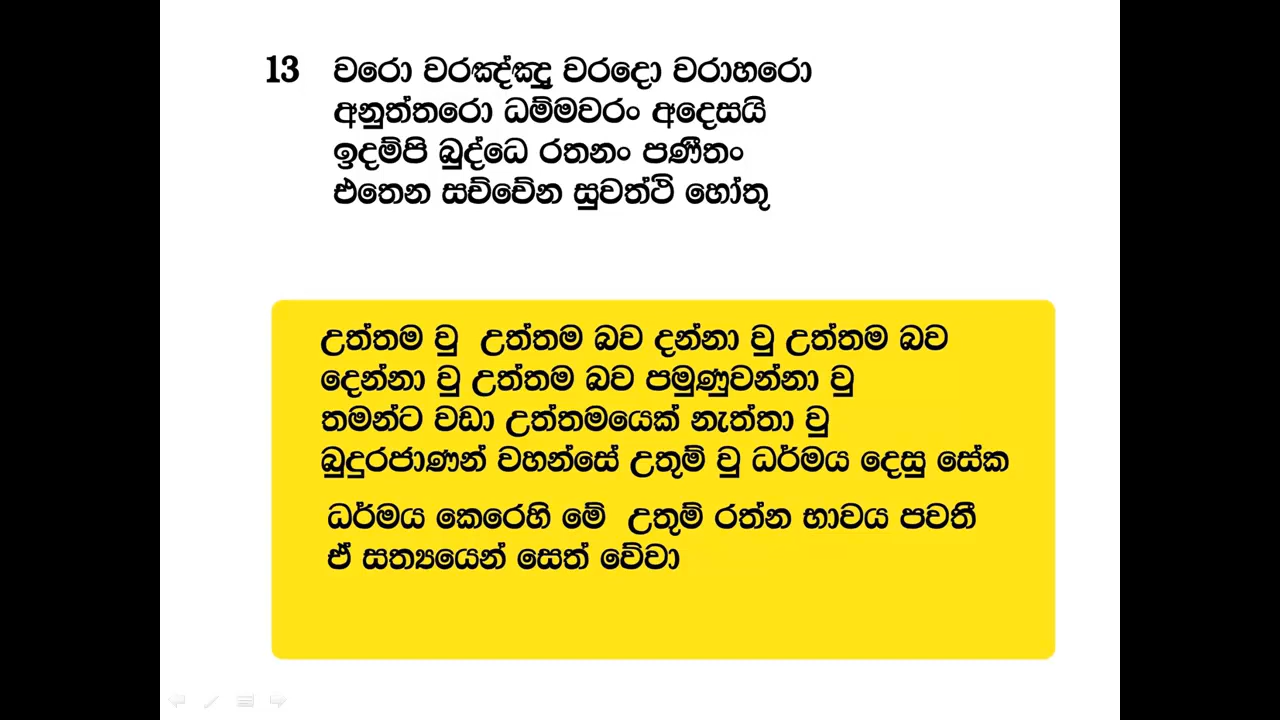 13 වරො වරඤ්ඤූ වරදො වරාහරො
අනුත්තරො ධම්මවරං අදෙසයි
ඉදම්පි බුද්ධෙ රතනං පණීතං
එතෙන සච්චේන සුවත්ථි හෝතු
උත්තම වු උත්තම බව දන්නා වු උත්තම බව
දෙන්නා වු උත්තම බව පමුණුවන්නා වු
තමන්ට වඩා උත්තමයෙක් නැත්තා වු
බුදුරජාණන් වහන්සේ උතුම් වු ධර්මය දෙසු සේක
ධර්මය කෙරෙහි මේ උතුම් රත්න භාවය පවතී
ඒ සත්‍යයෙන් සෙත් වේවා